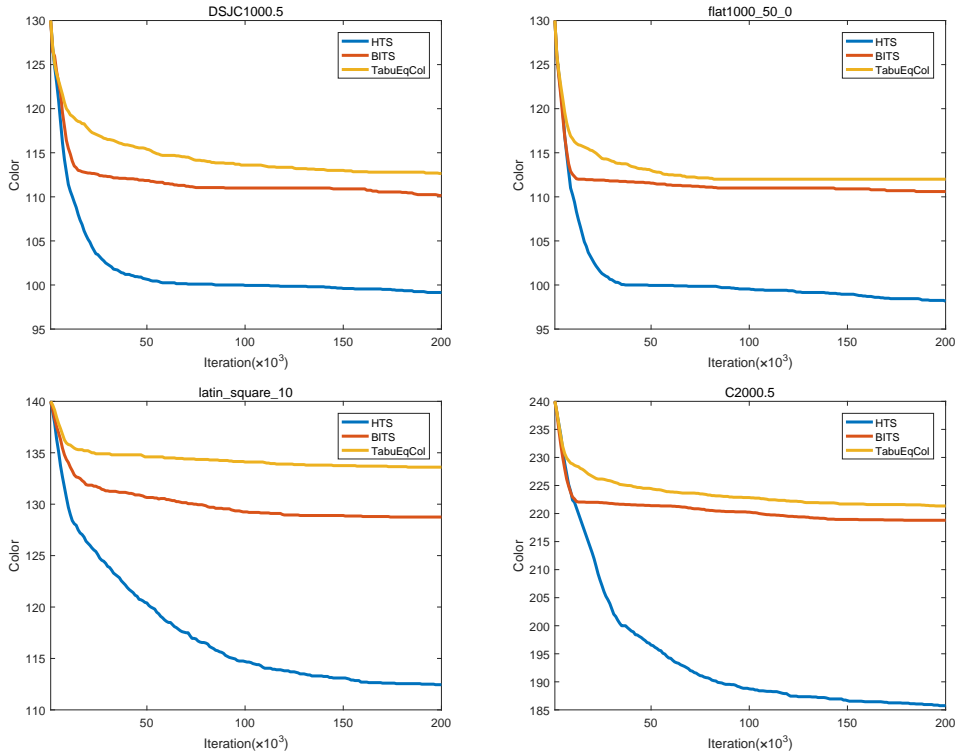 DSJC1000.5
130
125
120
115
110
105
100
95
Color
50
100
150
200
Iteration(×10³)
HTS
BITS
TabuEqCol
flat1000_50_0
130
125
120
115
110
105
100
95
Color
50
100
150
200
Iteration(×10³)
HTS
BITS
TabuEqCol
latin_square_10
140
135
130
125
120
115
110
Color
50
100
150
200
Iteration(×10³)
HTS
BITS
TabuEqCol
C2000.5
240
235
230
225
220
215
210
205
200
195
190
185
Color
50
100
150
200
Iteration(×10³)
HTS
BITS
TabuEqCol